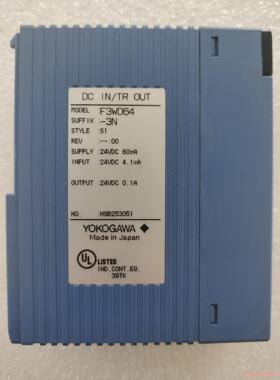 DC IN/TR OUT
MODEL F3WD64
SUFFIX :-3N
STYLE :S1
REV :--:00
SUPPLY :24VDC 60mA
INPUT :24VDC 4.1mA
OUTPUT :24VDC 0.1A
NO. :H9B253051
YOKOGAWA
Made in Japan
UL LISTED
IND.CONT.EQ.
39TK